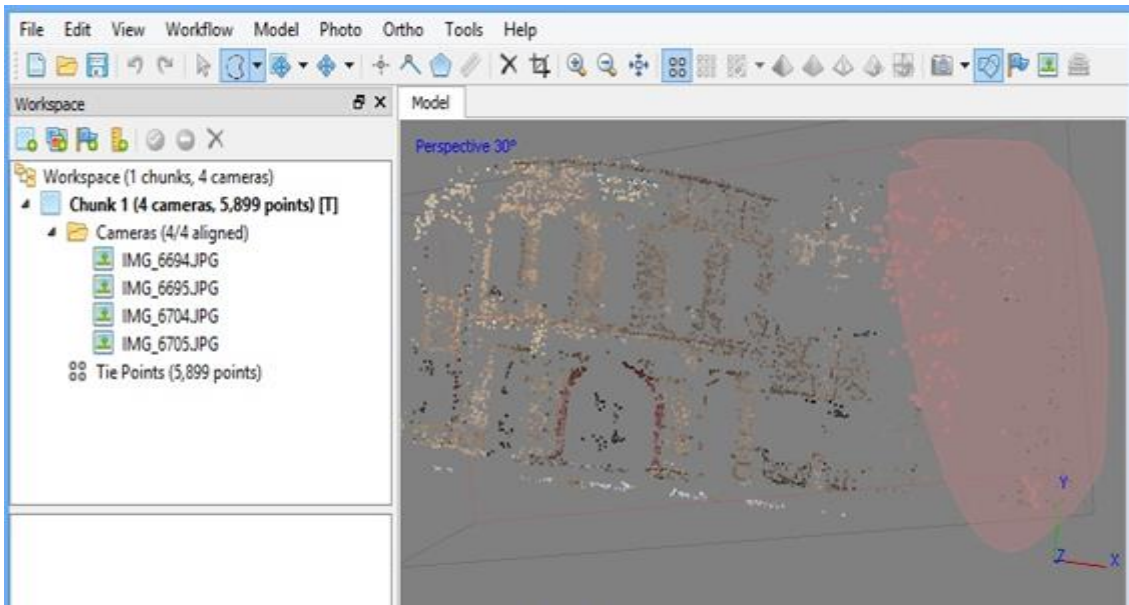 File Edit View Workflow Model Photo Ortho Tools Help
Workspace
Model
Perspective 30°
Workspace (1 chunks, 4 cameras)
Chunk 1 (4 cameras, 5,899 points) [T]
Cameras (4/4 aligned)
IMG_6694.JPG
IMG_6695.JPG
IMG_6704.JPG
IMG_6705.JPG
Tie Points (5,899 points)
Y
Z X